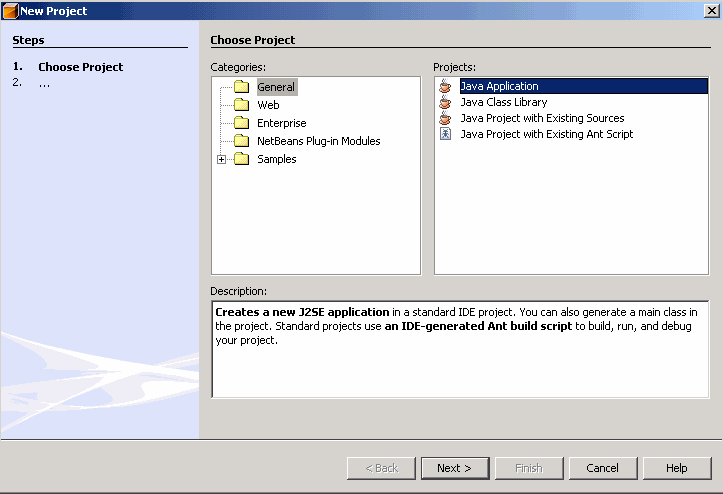 New Project
Steps
1. Choose Project
2. ...
Choose Project
Categories:
General
Web
Enterprise
NetBeans Plug-in Modules
Samples
Projects:
Java Application
Java Class Library
Java Project with Existing Sources
Java Project with Existing Ant Script
Description:
Creates a new J2SE application in a standard IDE project. You can also generate a main class in
the project. Standard projects use an IDE-generated Ant build script to build, run, and debug
your project.
< Back
Next >
Finish
Cancel
Help